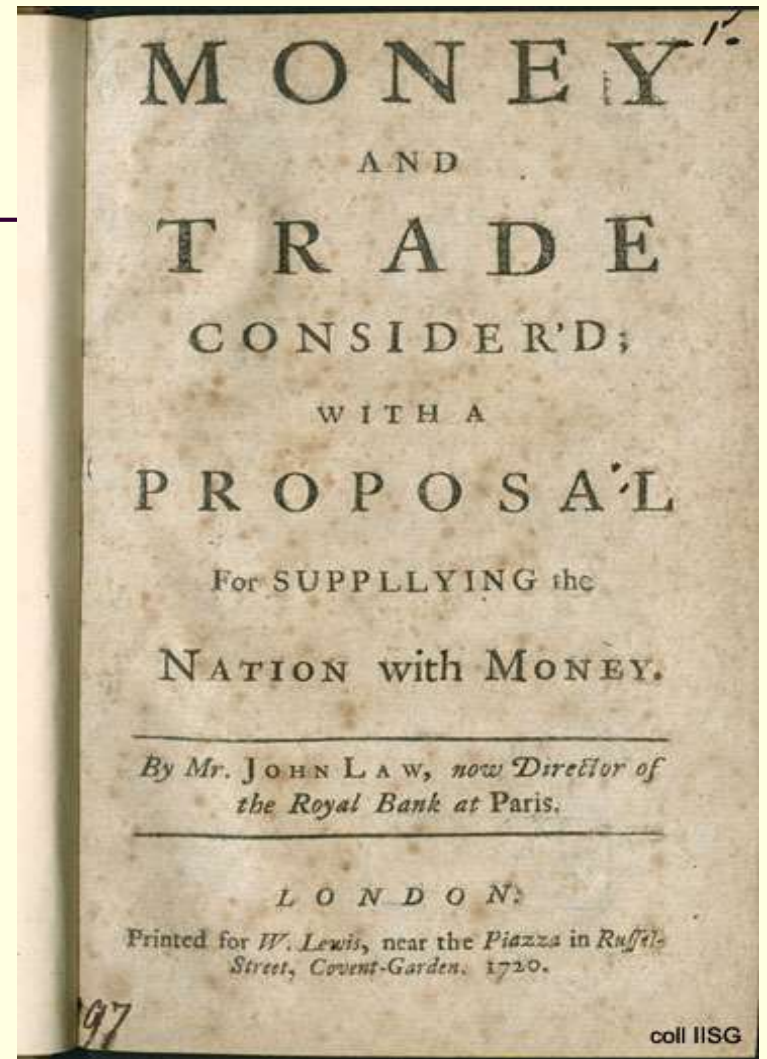 MONEY
AND
TRADE
CONSIDER'D;
WITH A
PROPOSAL
For SUPPLLYING the
NATION with MONEY.
By Mr. JOHN LAW, now Director of
the Royal Bank at Paris.
LONDON:
Printed for W. Lewis, near the Piazza in Russel-
Street, Covent-Garden. 1720.
97
coll IISG